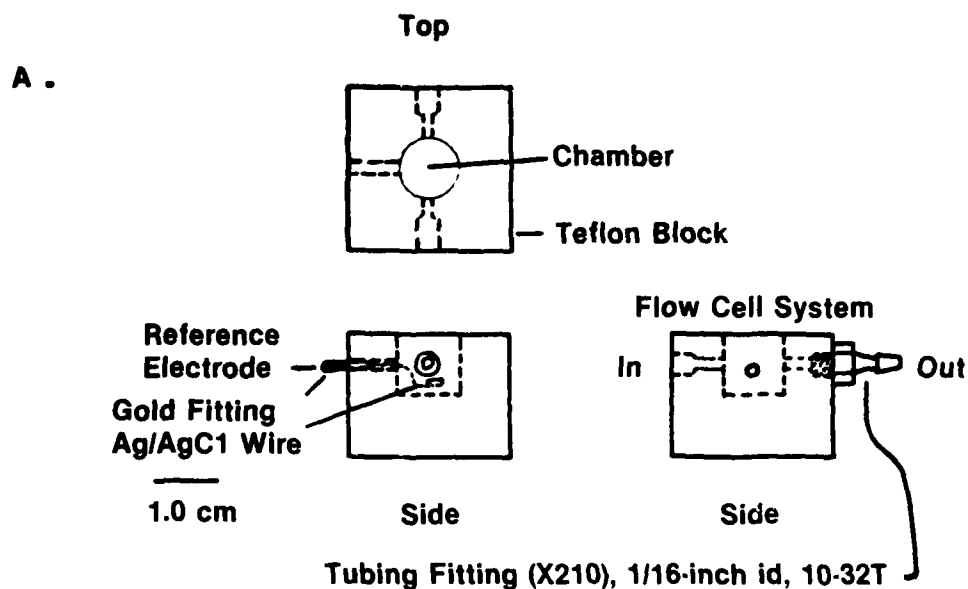 Top
A .
Chamber
Teflon Block
Flow Cell System
Reference
Electrode
In
Out
Gold Fitting
Ag/AgC1 Wire
1.0 cm
Side
Side
Tubing Fitting (X210), 1/16-inch id, 10-32T